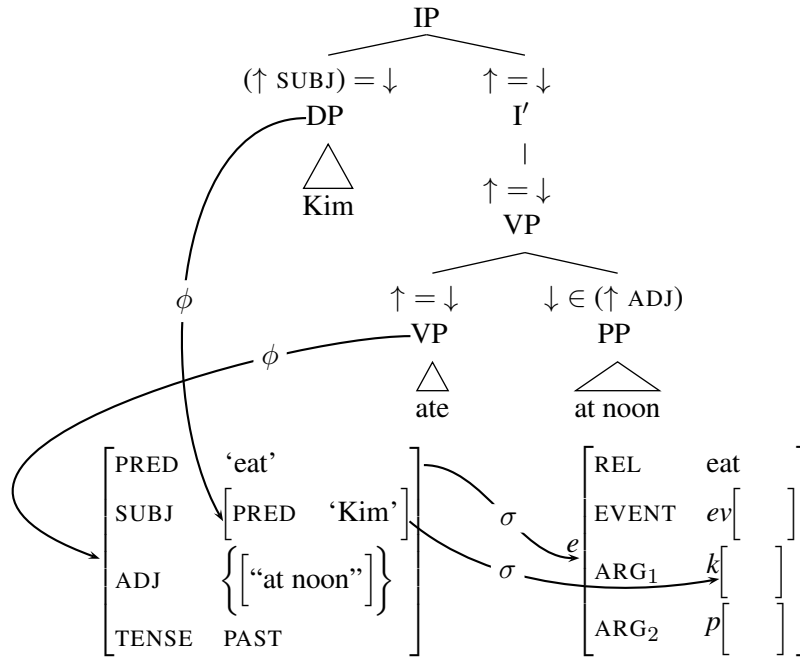 IP
(↑ SUBJ) = ↓ ↑ = ↓
DP I′
Kim
↑ = ↓
VP
↑ = ↓ ↓ ∈ (↑ ADJ)
VP PP
ate at noon
ϕ
ϕ
PRED ‘eat’
SUBJ [PRED ‘Kim’]
ADJ {[“at noon”]}
TENSE PAST
σ
σ
e
REL eat
EVENT ev[ ]
ARG1 k[ ]
ARG2 p[ ]